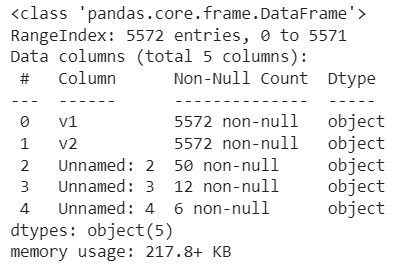 <class 'pandas.core.frame.DataFrame'>
RangeIndex: 5572 entries, 0 to 5571
Data columns (total 5 columns):
 #   Column      Non-Null Count  Dtype
---  ------      --------------  -----
 0   v1          5572 non-null   object
 1   v2          5572 non-null   object
 2   Unnamed: 2  50 non-null     object
 3   Unnamed: 3  12 non-null     object
 4   Unnamed: 4  6 non-null      object
dtypes: object(5)
memory usage: 217.8+ KB